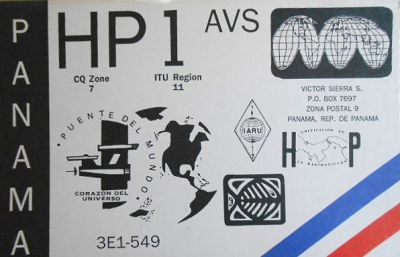 PANAMA
HP1 AVS
CQ Zone
7
ITU Region
11
VICTOR SIERRA S.
P.O. BOX 7697
ZONA POSTAL 9
PANAMA, REP. DE PANAMA
PUENTE DEL MUNDO
CORAZON DEL
UNIVERSO
IARU
H P
3E1-549